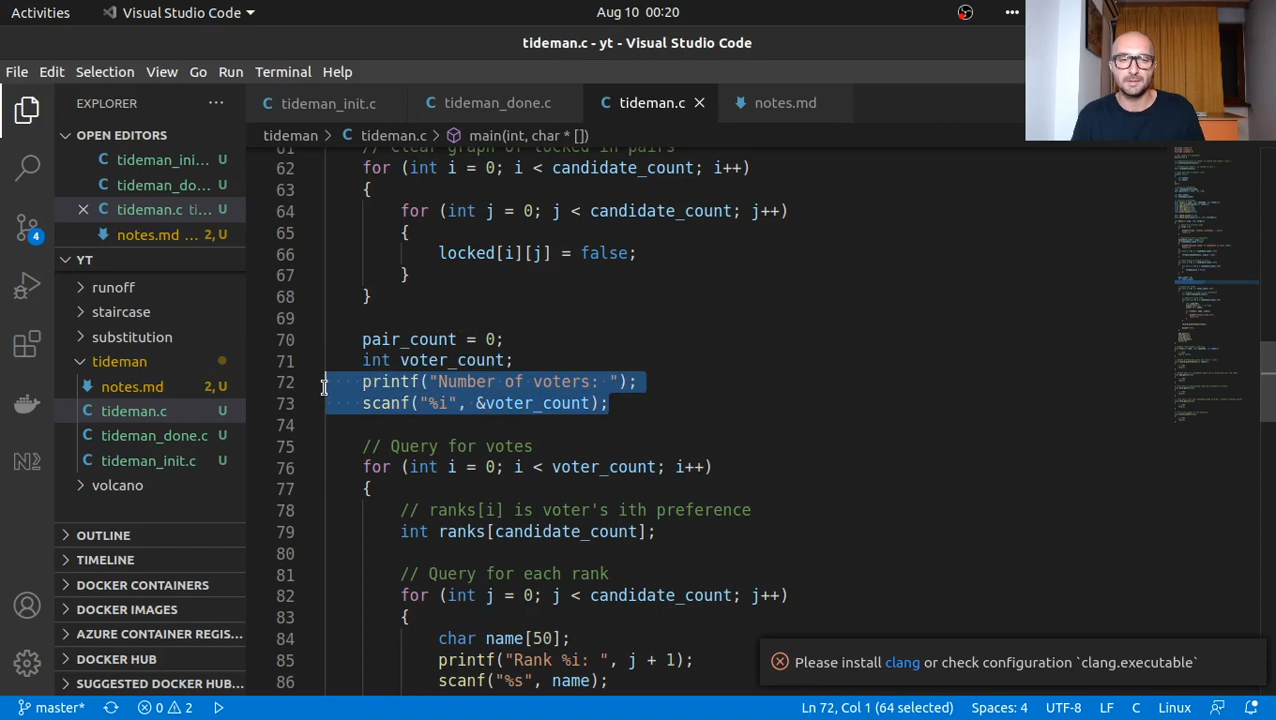 Activities
Visual Studio Code
Aug 10 00:20
tideman.c - yt - Visual Studio Code
File Edit Selection View Go Run Terminal Help
EXPLORER
OPEN EDITORS
tideman_ini... U
tideman_do... U
tideman.c ti... U
notes.md ... 2, U
YT
runoff
staircase
substitution
tideman
notes.md 2, U
tideman.c U
tideman_done.c U
tideman_init.c U
volcano
OUTLINE
TIMELINE
DOCKER CONTAINERS
DOCKER IMAGES
AZURE CONTAINER REGIS...
DOCKER HUB
SUGGESTED DOCKER HUB...
4
tideman_init.c
tideman_done.c
tideman.c
notes.md
tideman > tideman.c > main(int, char * [])
61 // Clear graph of locked in pairs
62 for (int i = 0; i < candidate_count; i++)
63 {
64 for (int j = 0; j < candidate_count; j++)
65 {
66 locked[i][j] = false;
67 }
68 }
69
70 pair_count = 0;
71 int voter_count;
72 printf("Number of voters: ");
73 scanf("%i", &voter_count);
74
75 // Query for votes
76 for (int i = 0; i < voter_count; i++)
77 {
78 // ranks[i] is voter's ith preference
79 int ranks[candidate_count];
80
81 // Query for each rank
82 for (int j = 0; j < candidate_count; j++)
83 {
84 char name[50];
85 printf("Rank %i: ", j + 1);
86 scanf("%s", name);
Please install clang or check configuration `clang.executable`
master* 0 2
Ln 72, Col 1 (64 selected) Spaces: 4 UTF-8 LF C Linux